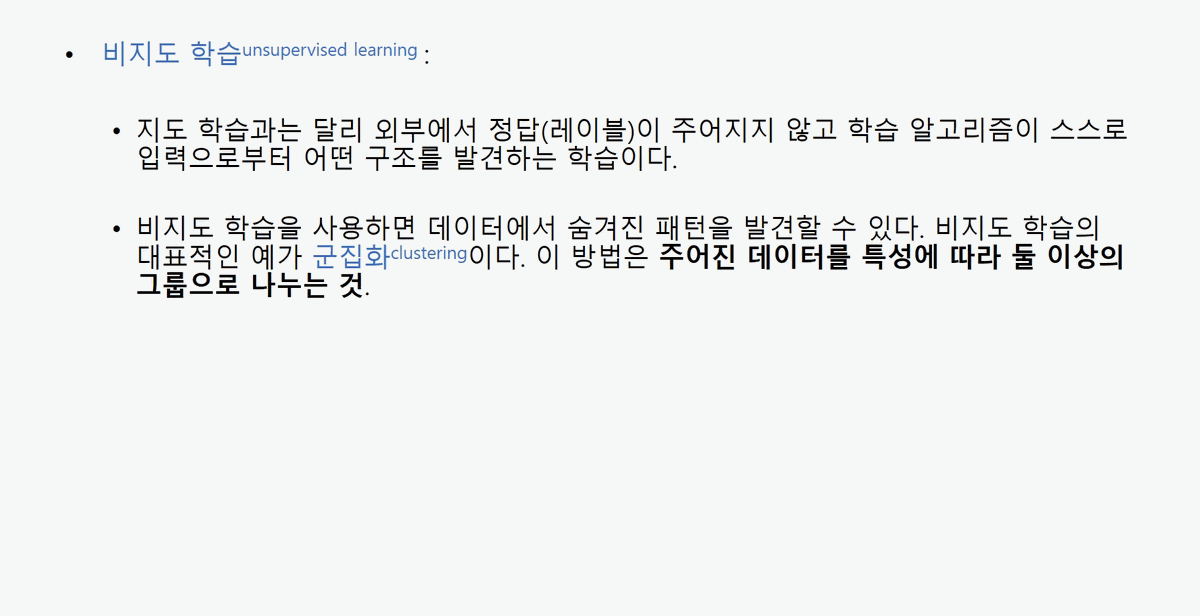 • 비지도 학습unsupervised learning :
• 지도 학습과는 달리 외부에서 정답(레이블)이 주어지지 않고 학습 알고리즘이 스스로
입력으로부터 어떤 구조를 발견하는 학습이다.
• 비지도 학습을 사용하면 데이터에서 숨겨진 패턴을 발견할 수 있다. 비지도 학습의
대표적인 예가 군집화clustering이다. 이 방법은 주어진 데이터를 특성에 따라 둘 이상의
그룹으로 나누는 것.